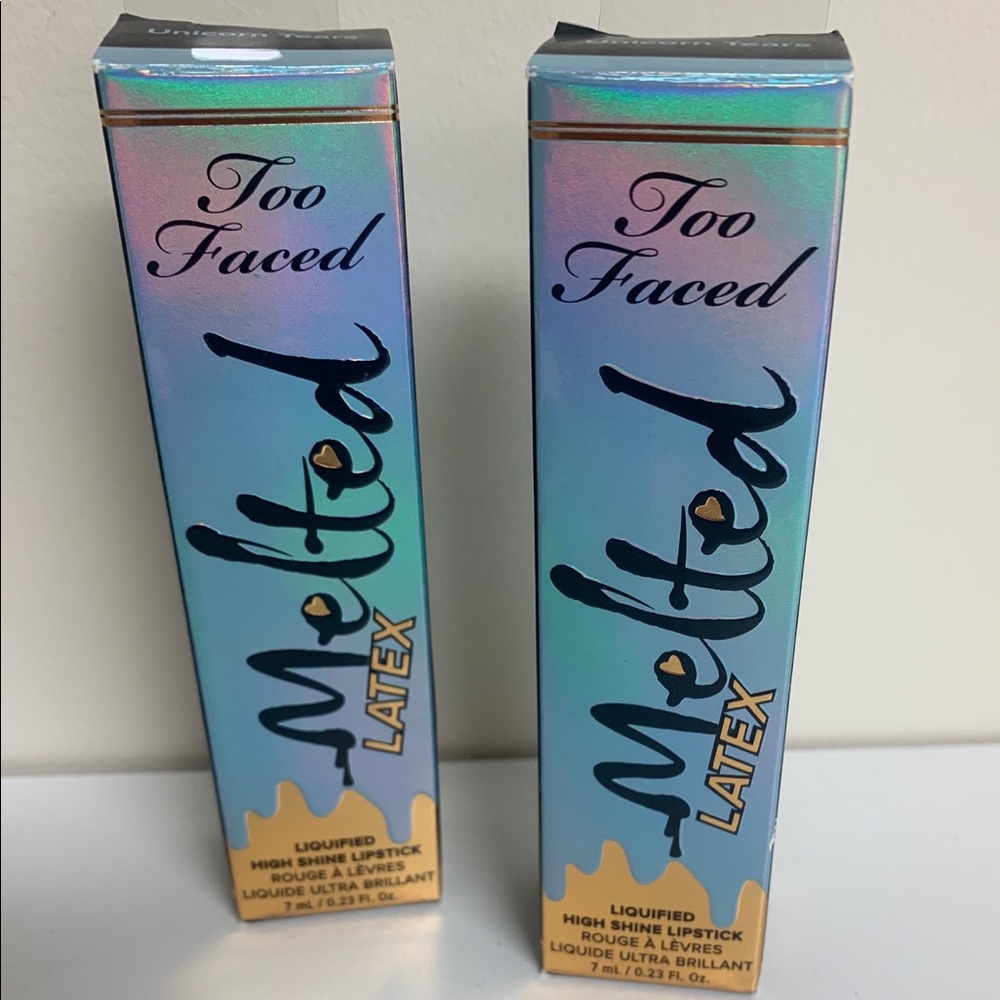 Unicorn Tears
Too
Faced
Melted
LATEX
LIQUIFIED
HIGH SHINE LIPSTICK
ROUGE À LÈVRES
LIQUIDE ULTRA BRILLANT
7 mL / 0.23 Fl. Oz.
Unicorn Tears
Too
Faced
Melted
LATEX
LIQUIFIED
HIGH SHINE LIPSTICK
ROUGE À LÈVRES
LIQUIDE ULTRA BRILLANT
7 mL / 0.23 Fl. Oz.